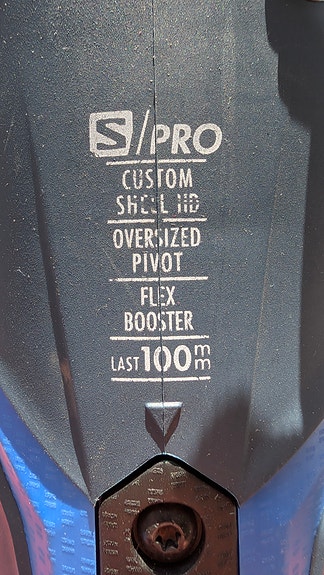 S/PRO
CUSTOM
SHELL HD
OVERSIZED
PIVOT
FLEX
BOOSTER
LAST 100 mm